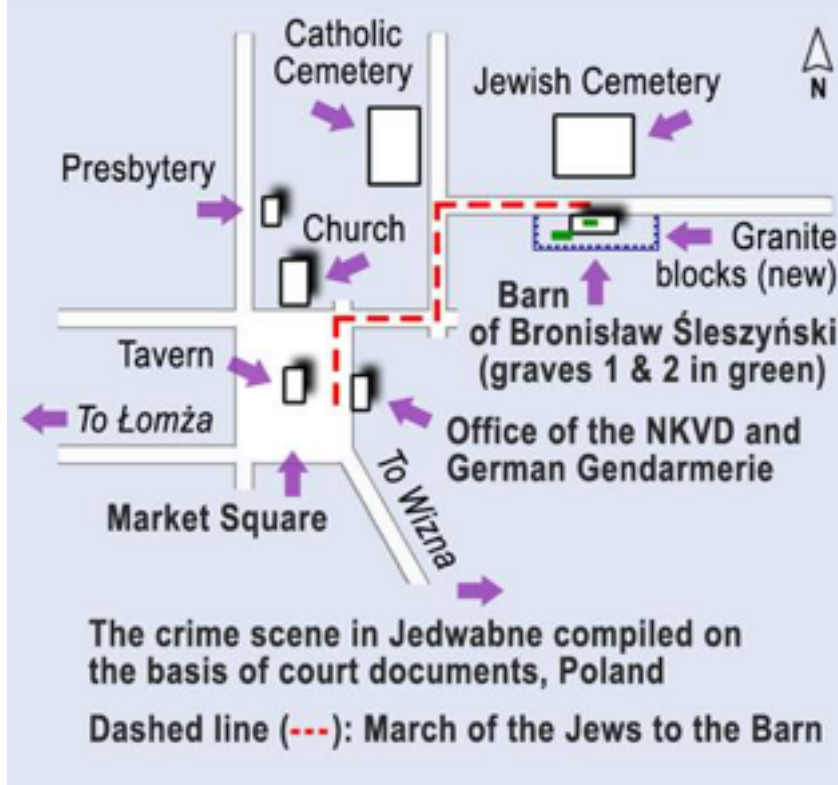 Catholic
Cemetery
Jewish Cemetery
N
Presbytery
Church
Granite
blocks (new)
Barn
of Bronisław Śleszyński
(graves 1 & 2 in green)
Tavern
To Łomża
Office of the NKVD and
German Gendarmerie
To Wizna
Market Square
The crime scene in Jedwabne compiled on
the basis of court documents, Poland
Dashed line (---): March of the Jews to the Barn